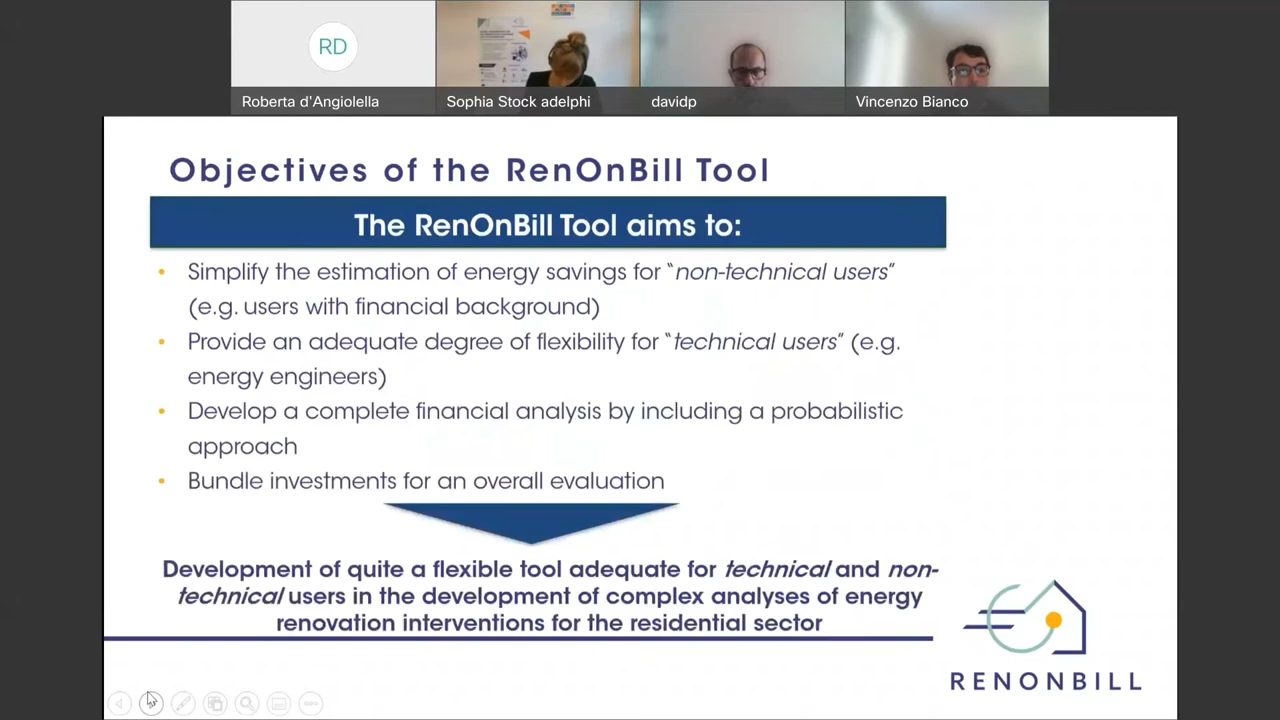 RD
Roberta d'Angiolella
Sophia Stock adelphi
davidp
Vincenzo Bianco
Objectives of the RenOnBill Tool
The RenOnBill Tool aims to:
• Simplify the estimation of energy savings for “non-technical users”
(e.g. users with financial background)
• Provide an adequate degree of flexibility for “technical users” (e.g.
energy engineers)
• Develop a complete financial analysis by including a probabilistic
approach
• Bundle investments for an overall evaluation
Development of quite a flexible tool adequate for technical and non-
technical users in the development of complex analyses of energy
renovation interventions for the residential sector
RENONBILL